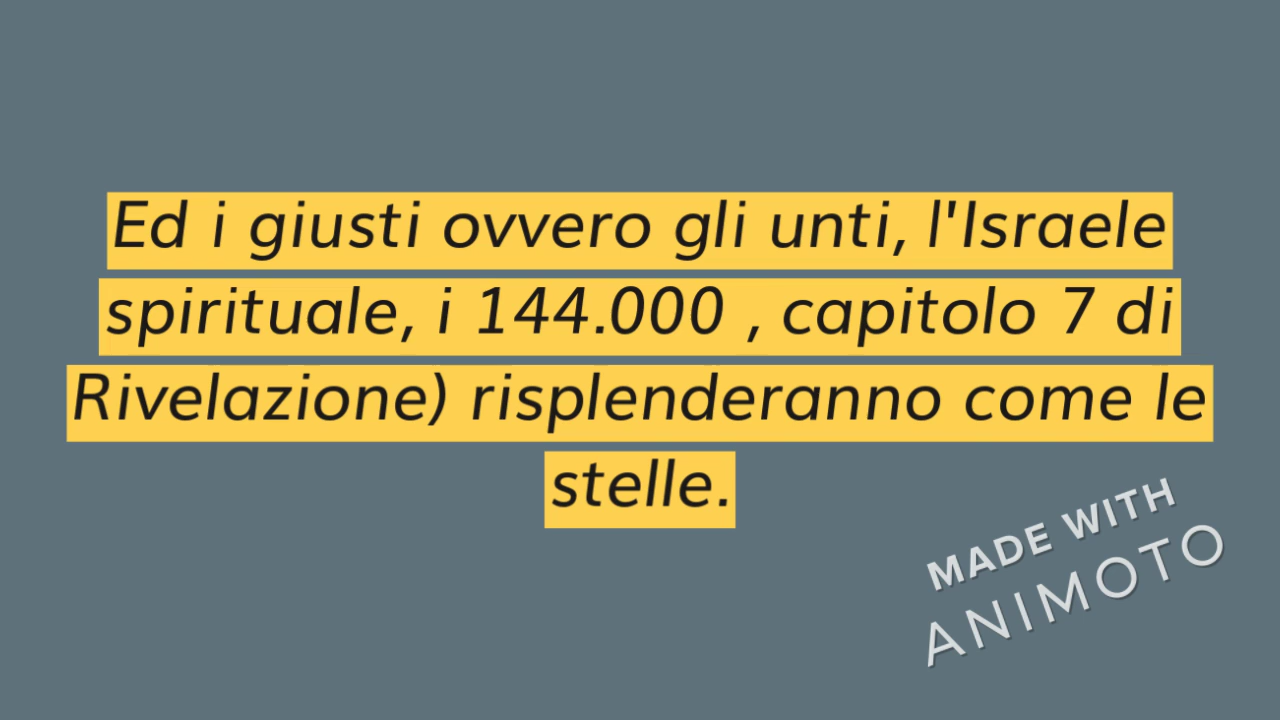 Ed i giusti ovvero gli unti, l'Israele
spirituale, i 144.000 , capitolo 7 di
Rivelazione) risplenderanno come le
stelle.
MADE WITH
ANIMOTO